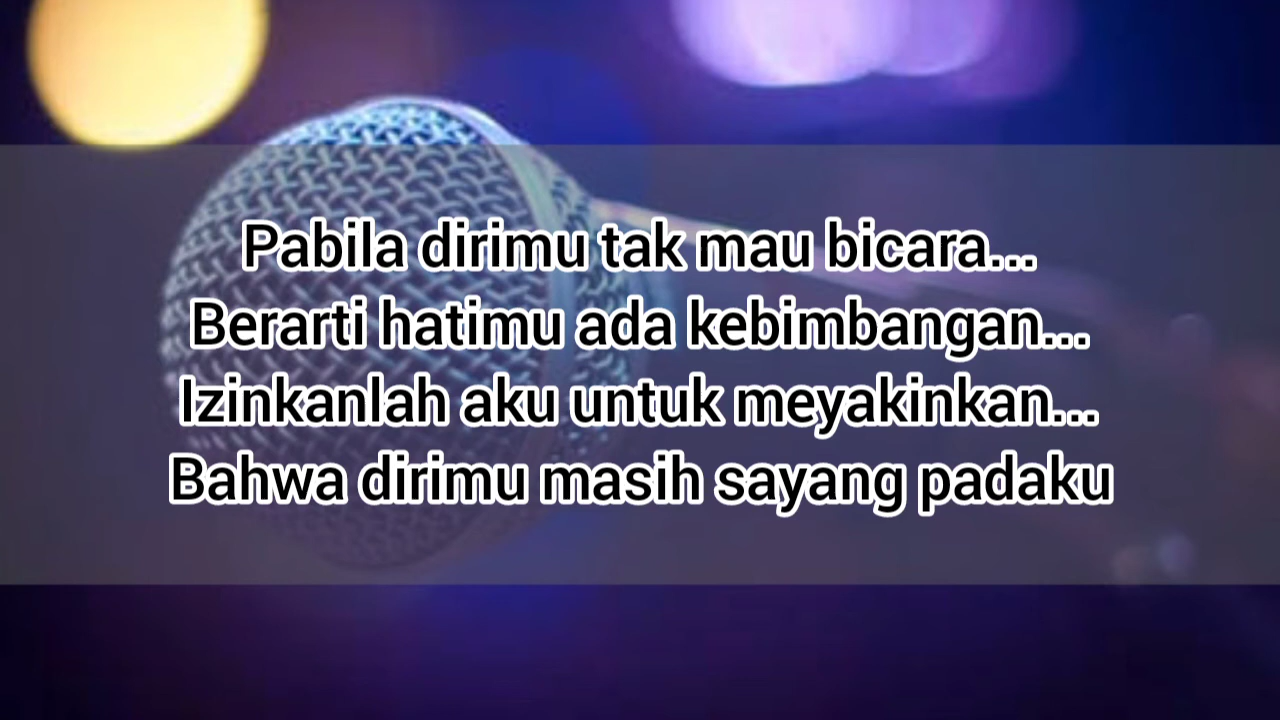 Pabila dirimu tak mau bicara...
Berarti hatimu ada kebimbangan...
Izinkanlah aku untuk meyakinkan...
Bahwa dirimu masih sayang padaku